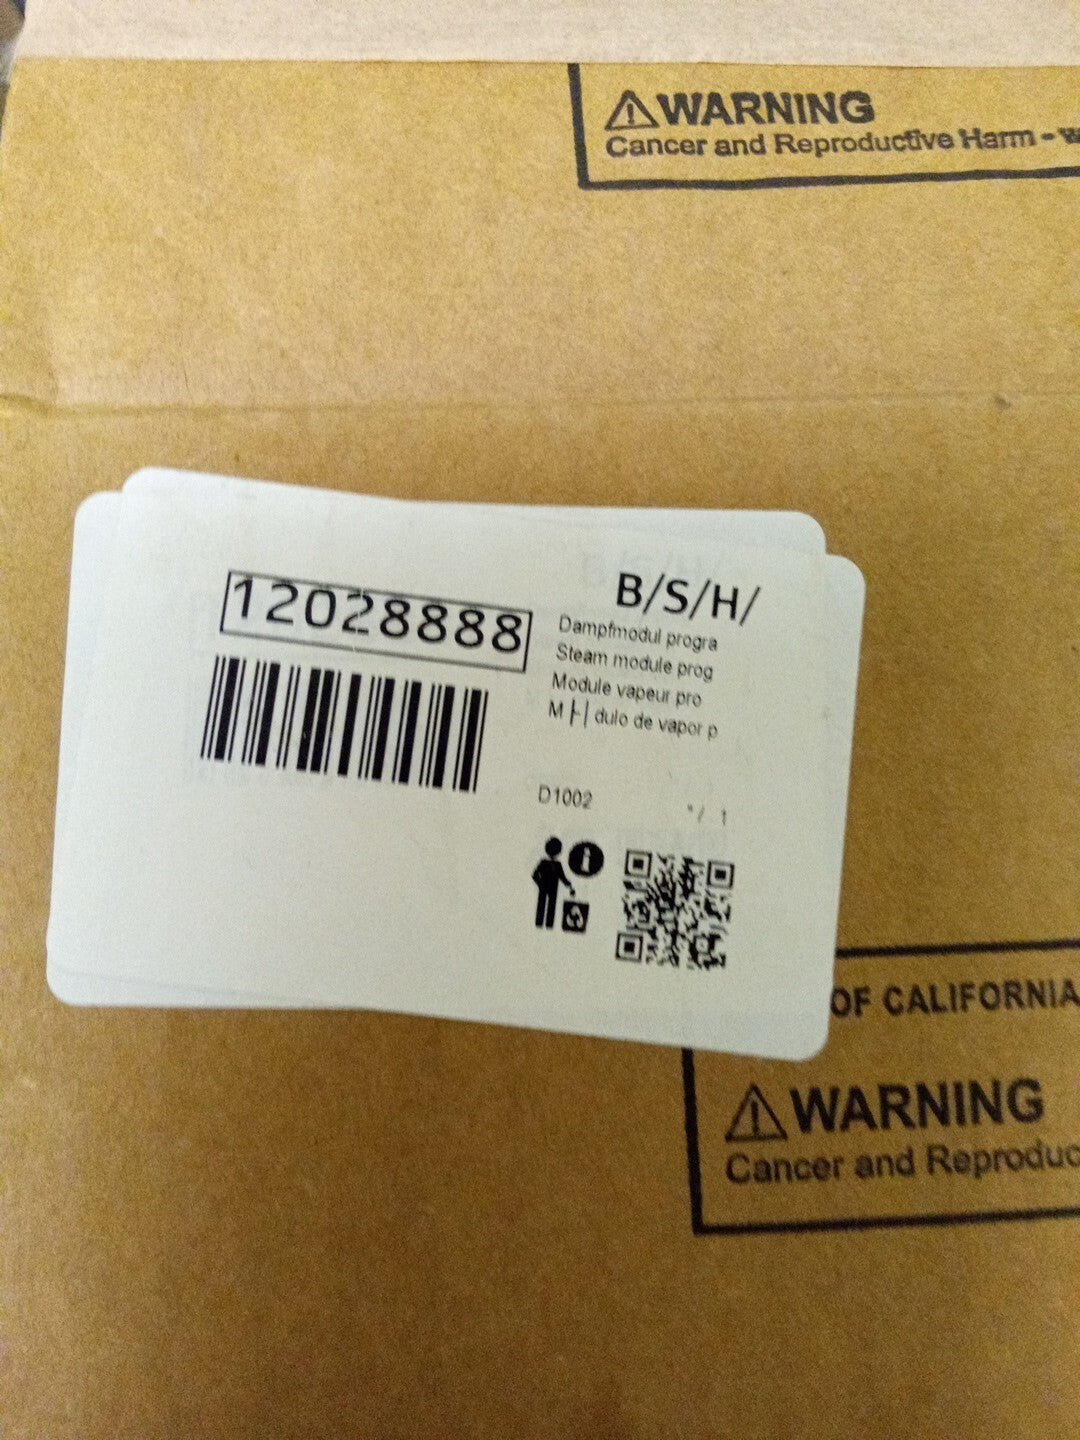 ⚠WARNING
Cancer and Reproductive Harm -
12028888
B/S/H/
Dampfmodul progra
Steam module prog
Module vapeur pro
M├┤dulo de vapor p
D1002
*/ 1
OF CALIFORNIA
⚠WARNING
Cancer and Reproduc